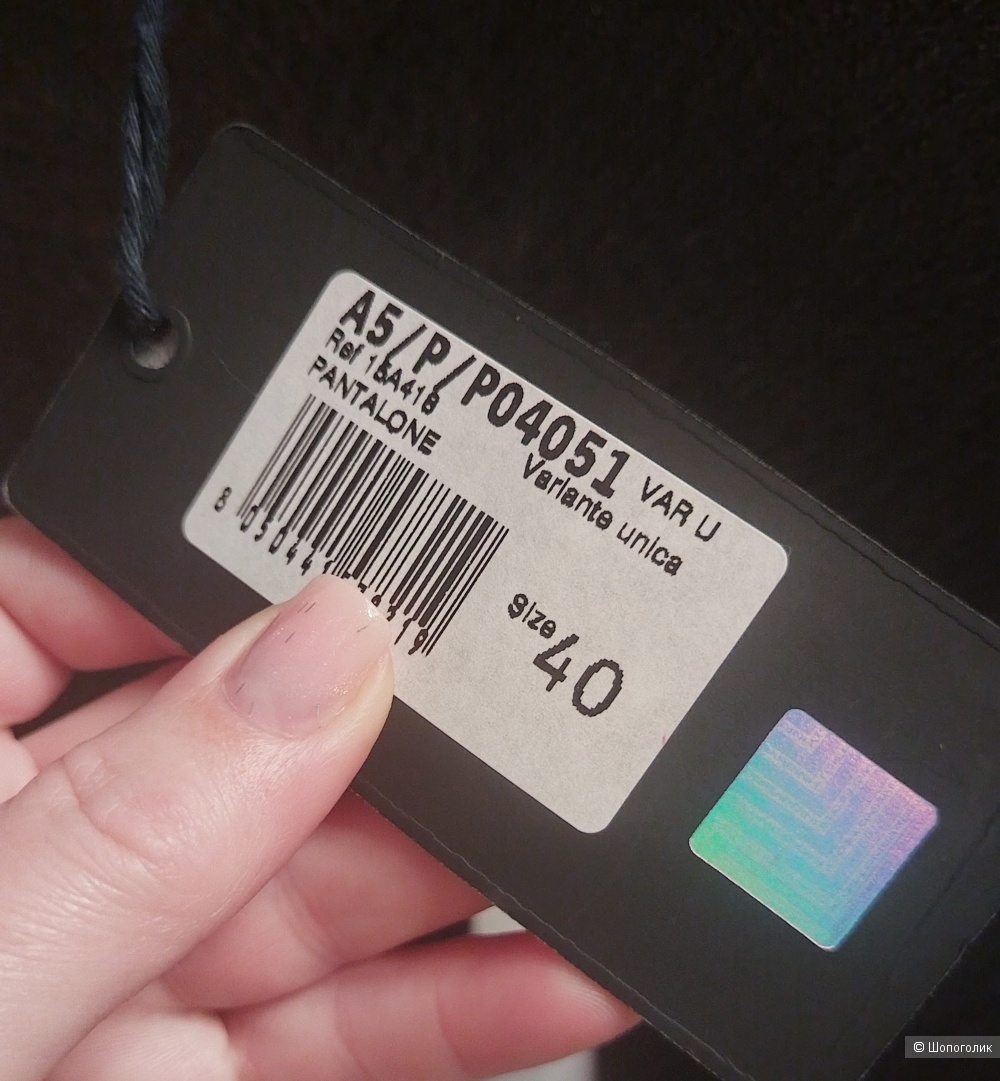 A5/P/P04051 VAR U
Ref 15A418
Variante unica
PANTALONE
Size 40
© Шопоголик